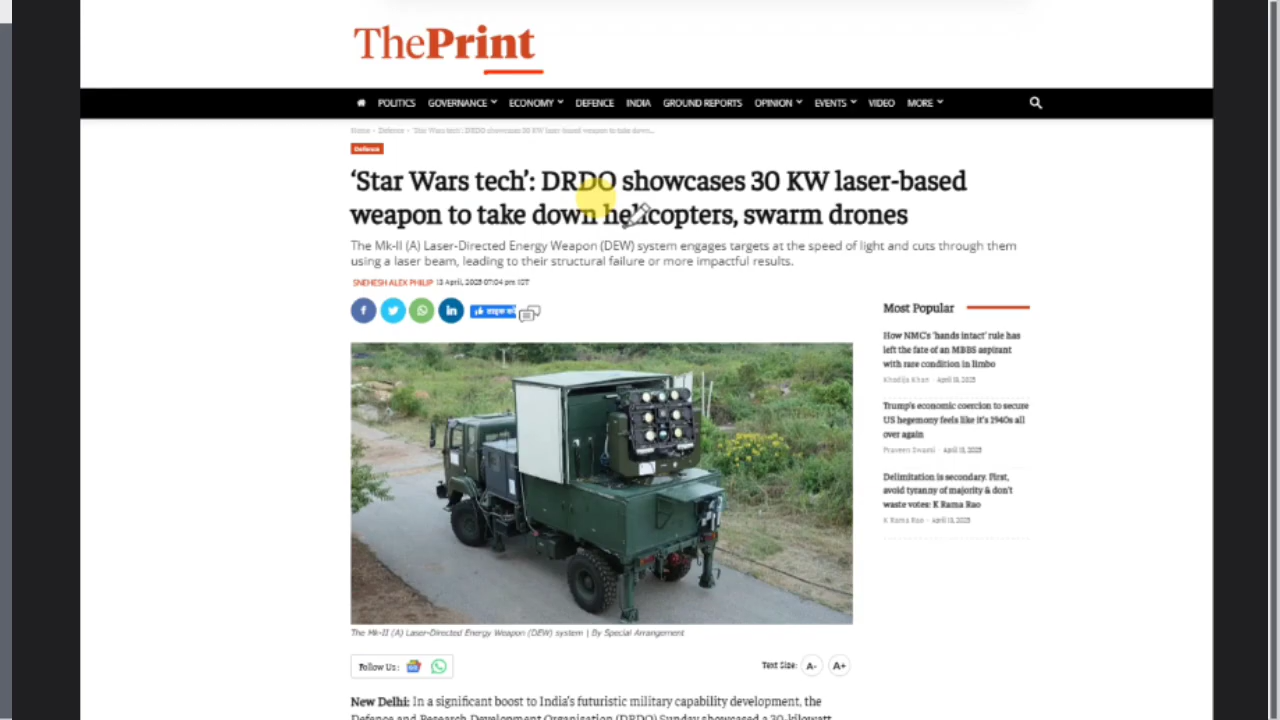 ThePrint
POLITICS GOVERNANCE ECONOMY DEFENCE INDIA GROUND REPORTS OPINION EVENTS VIDEO MORE
Home › Defence › 'Star Wars tech': DRDO showcases 30 KW laser-based weapon to take down...
Defence
‘Star Wars tech’: DRDO showcases 30 KW laser-based
weapon to take down helicopters, swarm drones
The Mk-II (A) Laser-Directed Energy Weapon (DEW) system engages targets at the speed of light and cuts through them
using a laser beam, leading to their structural failure or more impactful results.
SNEHESH ALEX PHILIP 13 April, 2025 07:04 pm IST
Most Popular
How NMC's 'hands intact' rule has
left the fate of an MBBS aspirant
with rare condition in limbo
Khadija Khan - April 13, 2025
Trump's economic coercion to secure
US hegemony feels like it's 1940s all
over again
Praveen Swami - April 13, 2025
Delimitation is secondary. First,
avoid tyranny of majority & don't
waste votes: K Rama Rao
K Rama Rao - April 13, 2025
The Mk-II (A) Laser-Directed Energy Weapon (DEW) system | By Special Arrangement
Follow Us :
Text Size: A- A+
New Delhi: In a significant boost to India's futuristic military capability development, the
Defence and Research Development Organisation (DRDO) Sunday showcased a 30-kilowatt